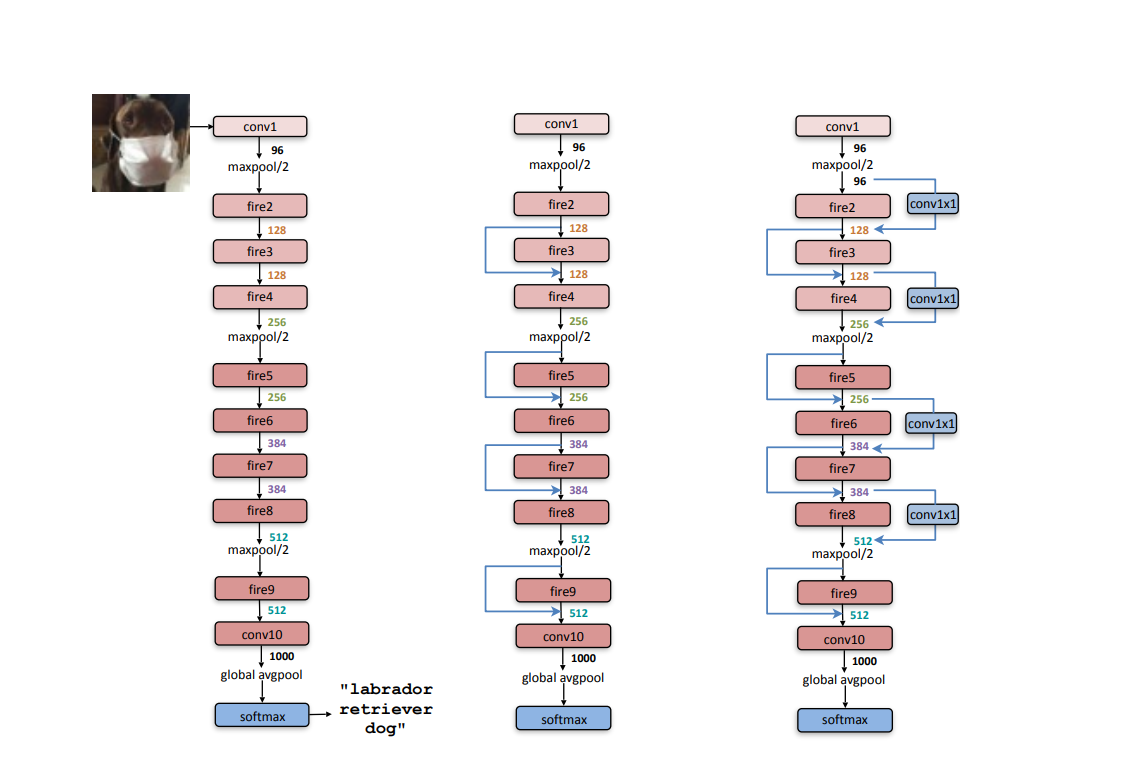 conv1
96
maxpool/2
fire2
128
fire3
128
fire4
256
maxpool/2
fire5
256
fire6
384
fire7
384
fire8
512
maxpool/2
fire9
512
conv10
1000
global avgpool
softmax
"labrador
retriever
dog"
conv1
96
maxpool/2
fire2
128
fire3
128
fire4
256
maxpool/2
fire5
256
fire6
384
fire7
384
fire8
512
maxpool/2
fire9
512
conv10
1000
global avgpool
softmax
conv1
96
maxpool/2
96
conv1x1
fire2
128
fire3
128
conv1x1
fire4
256
maxpool/2
fire5
256
conv1x1
fire6
384
fire7
384
conv1x1
fire8
512
maxpool/2
fire9
512
conv10
1000
global avgpool
softmax